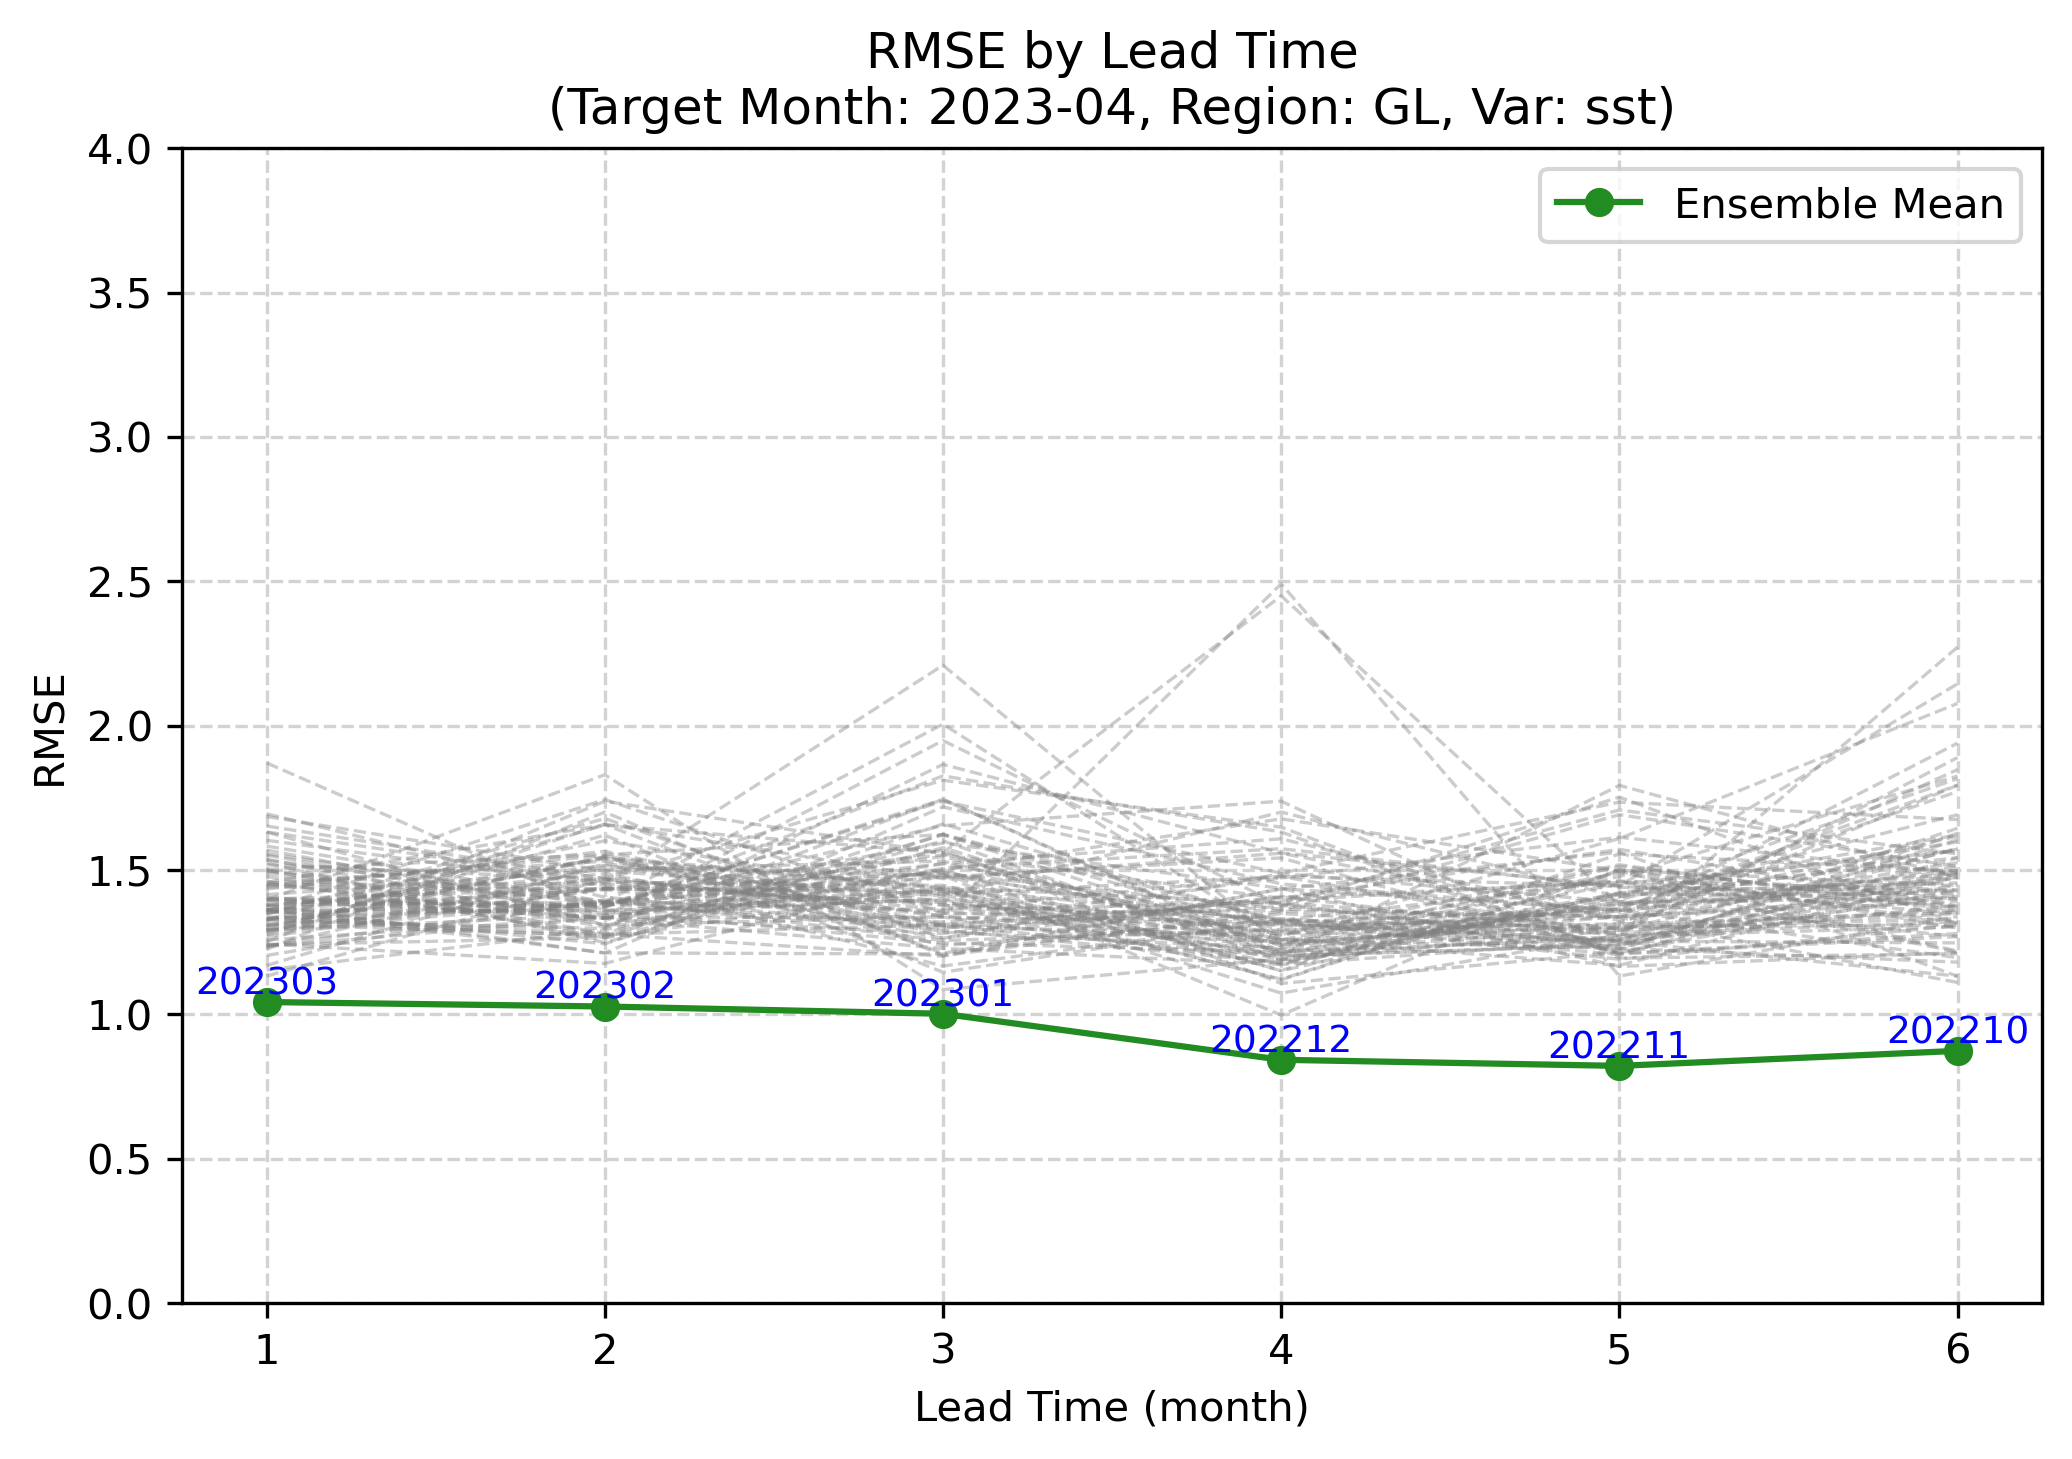 RMSE by Lead Time
(Target Month: 2023-04, Region: GL, Var: sst)
4.0
3.5
3.0
2.5
2.0
1.5
1.0
0.5
0.0
RMSE
Ensemble Mean
202303
202302
202301
202212
202211
202210
1 2 3 4 5 6
Lead Time (month)